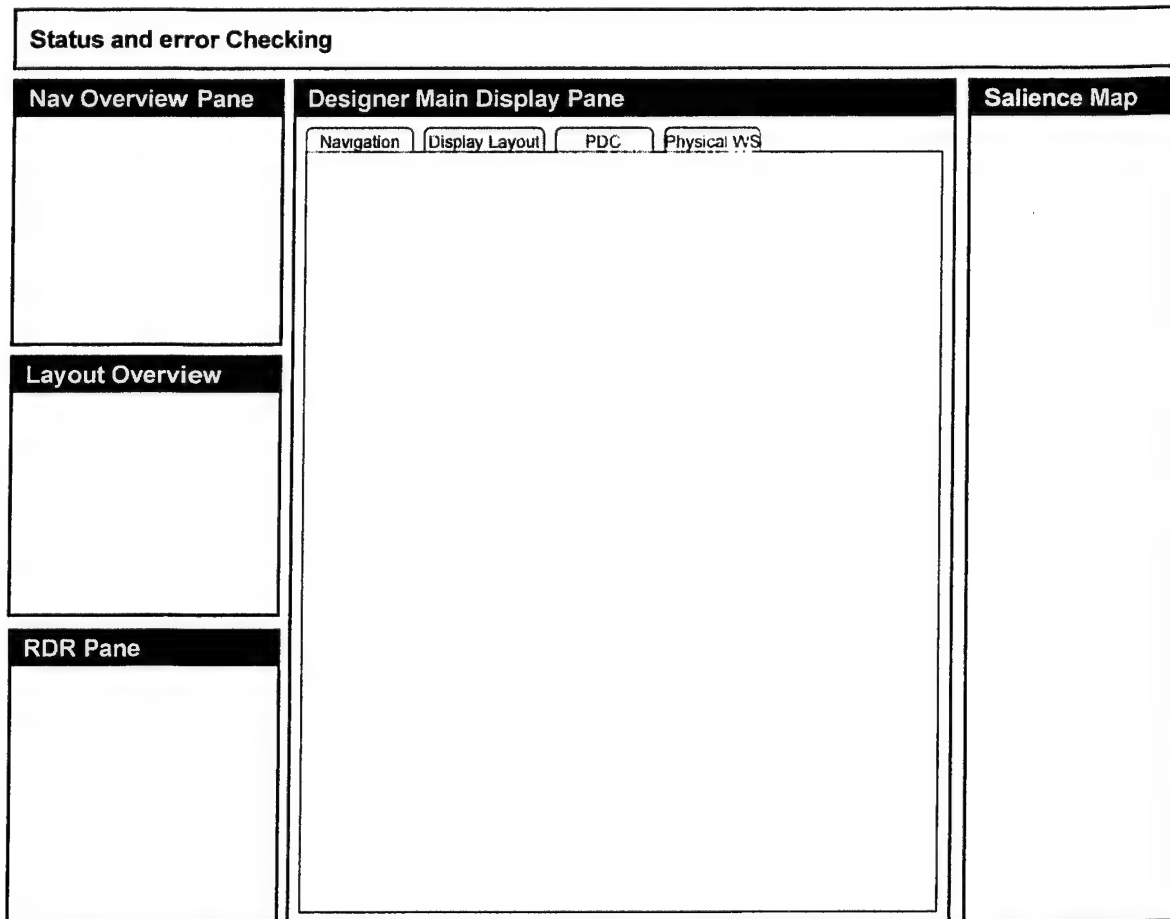 Status and error Checking
Nav Overview Pane
Designer Main Display Pane
Salience Map
Navigation
Display Layout
PDC
Physical WS
Layout Overview
RDR Pane